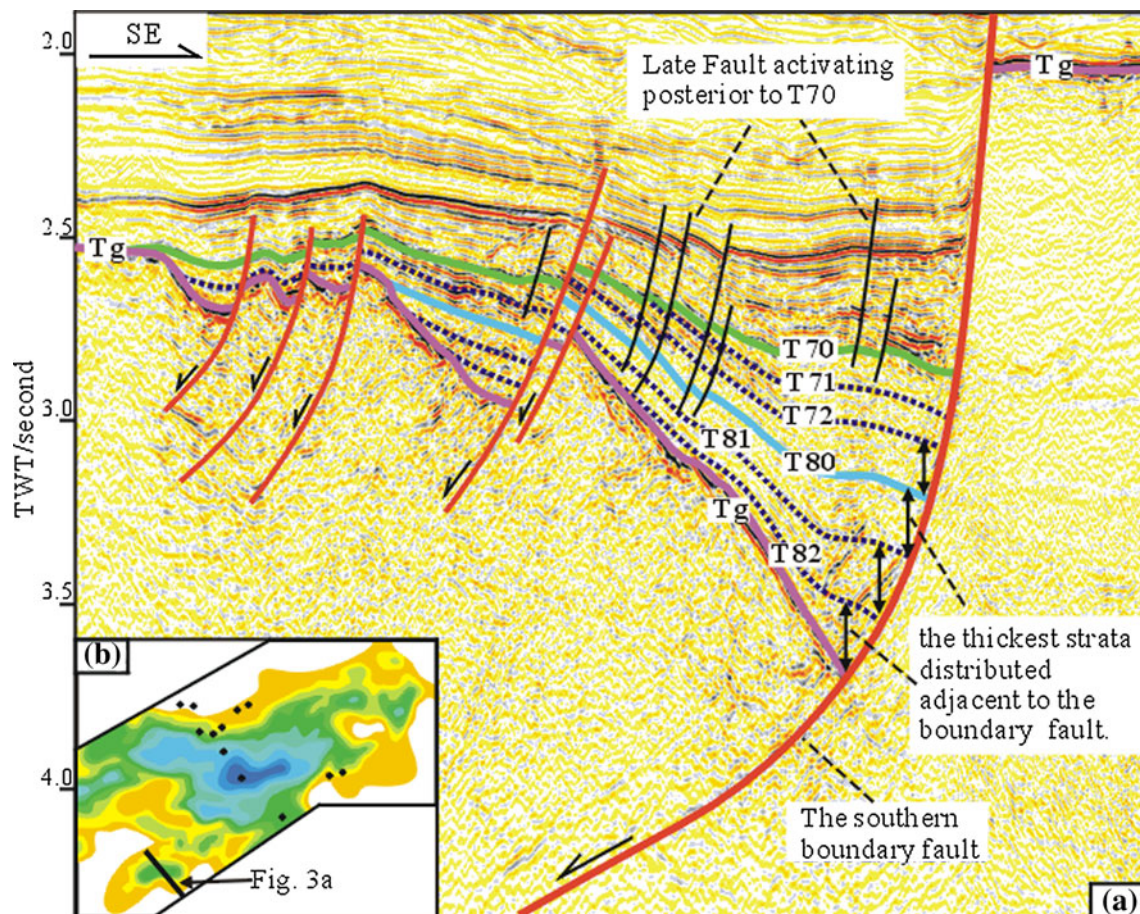 SE
2.0
2.5
3.0
3.5
4.0
TWT/second
Late Fault activating
posterior to T70
Tg
Tg
T70
T71
T72
T81
T80
Tg
T82
the thickest strata
distributed
adjacent to the
boundary fault.
The southern
boundary fault
(b)
Fig. 3a
(a)